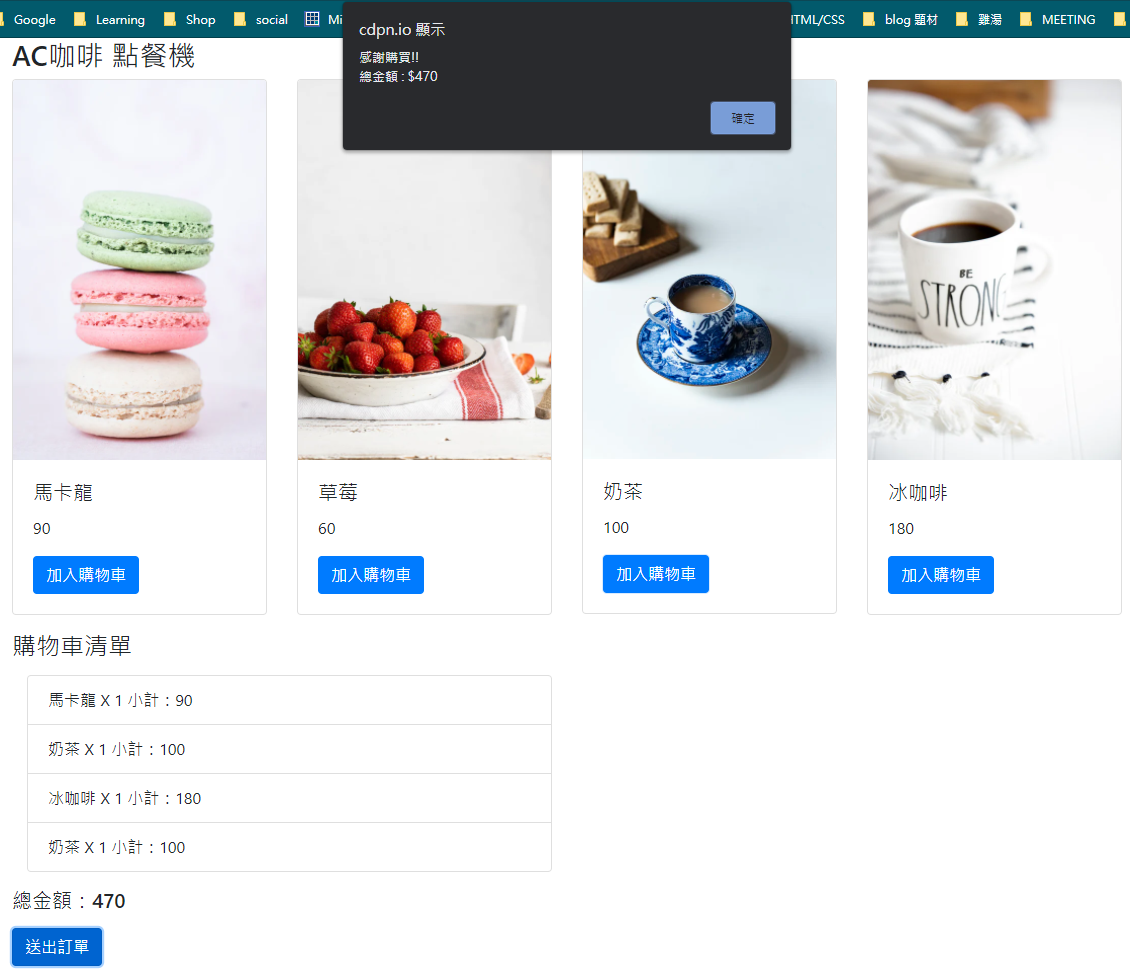 Google Learning Shop social Mi HTML/CSS blog 題材 雞湯 MEETING
cdpn.io 顯示
感謝購買!!
總金額 : $470
確定
AC咖啡 點餐機
BE
STRONG
馬卡龍
90
加入購物車
草莓
60
加入購物車
奶茶
100
加入購物車
冰咖啡
180
加入購物車
購物車清單
馬卡龍 X 1 小計：90
奶茶 X 1 小計：100
冰咖啡 X 1 小計：180
奶茶 X 1 小計：100
總金額：470
送出訂單